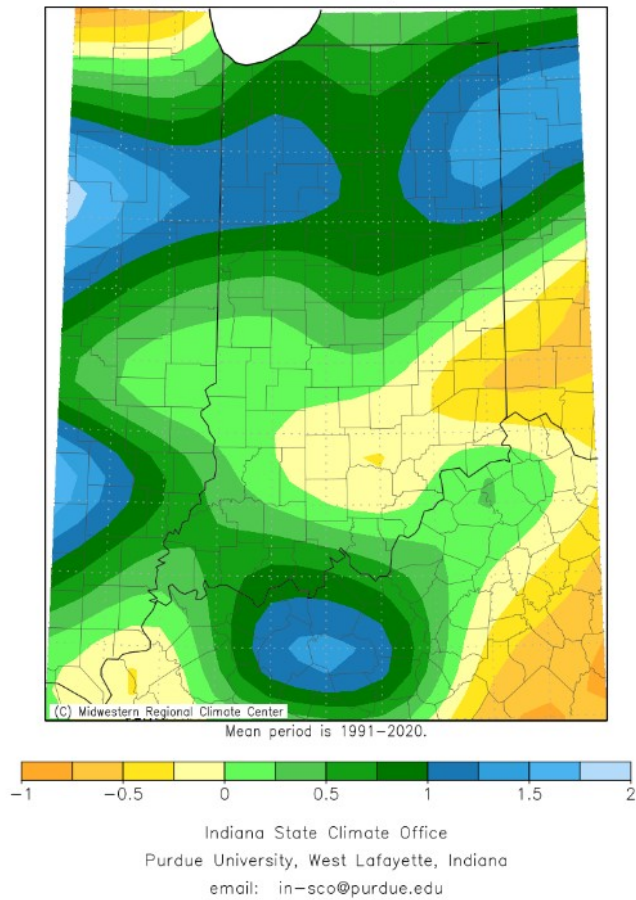 (C) Midwestern Regional Climate Center
Mean period is 1991-2020.
-1 -0.5 0 0.5 1 1.5 2
Indiana State Climate Office
Purdue University, West Lafayette, Indiana
email: in-sco@purdue.edu